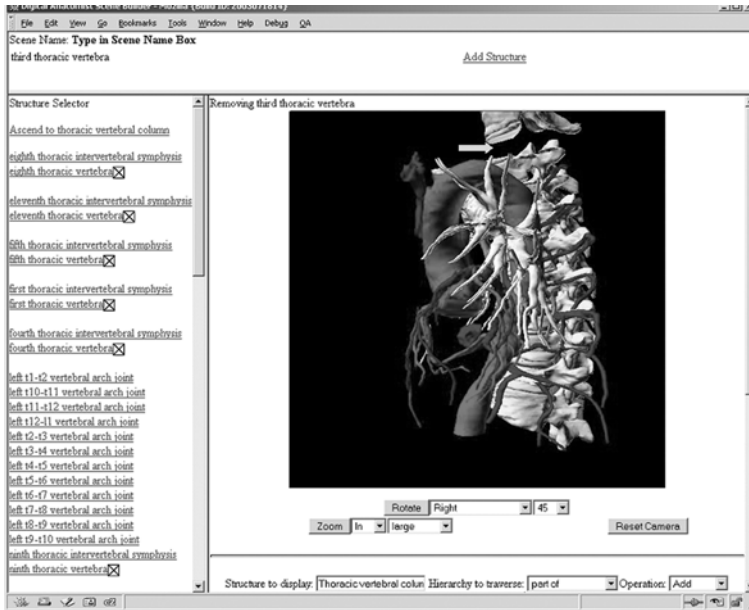 Digital Anatomist Scene Builder - Mozilla {Build ID: 2003071814}
File Edit View Go Bookmarks Tools Window Help Debug QA
Scene Name: Type in Scene Name Box
third thoracic vertebra
Add Structure
Structure Selector
Ascend to thoracic vertebral column
eighth thoracic intervertebral symphysis
eighth thoracic vertebra
eleventh thoracic intervertebral symphysis
eleventh thoracic vertebra
fifth thoracic intervertebral symphysis
fifth thoracic vertebra
first thoracic intervertebral symphysis
first thoracic vertebra
fourth thoracic intervertebral symphysis
fourth thoracic vertebra
left t1-t2 vertebral arch joint
left t10-t11 vertebral arch joint
left t11-t12 vertebral arch joint
left t12-l1 vertebral arch joint
left t2-t3 vertebral arch joint
left t3-t4 vertebral arch joint
left t4-t5 vertebral arch joint
left t5-t6 vertebral arch joint
left t6-t7 vertebral arch joint
left t7-t8 vertebral arch joint
left t8-t9 vertebral arch joint
left t9-t10 vertebral arch joint
ninth thoracic intervertebral symphysis
ninth thoracic vertebra
Removing third thoracic vertebra
Rotate Right 45
Zoom In large Reset Camera
Structure to display: Thoracic vertebral colun Hierarchy to traverse: part of Operation: Add